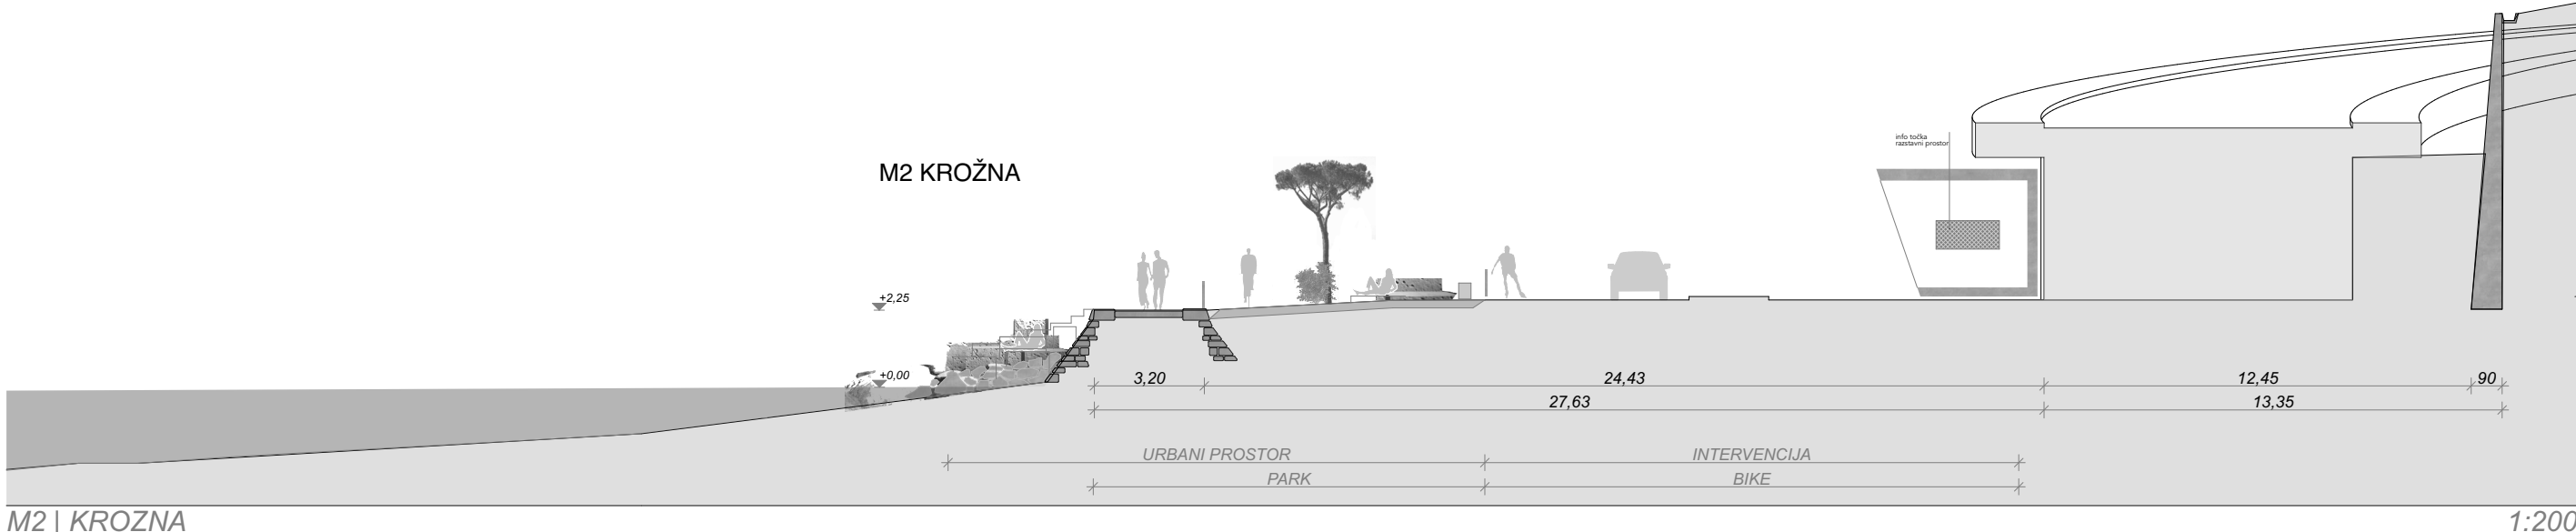 info točka
razstavni prostor
M2 KROŽNA
+2,25
+0,00
3,20
24,43
12,45
90
27,63
13,35
URBANI PROSTOR
INTERVENCIJA
PARK
BIKE
M2 | KROZNA
1:200